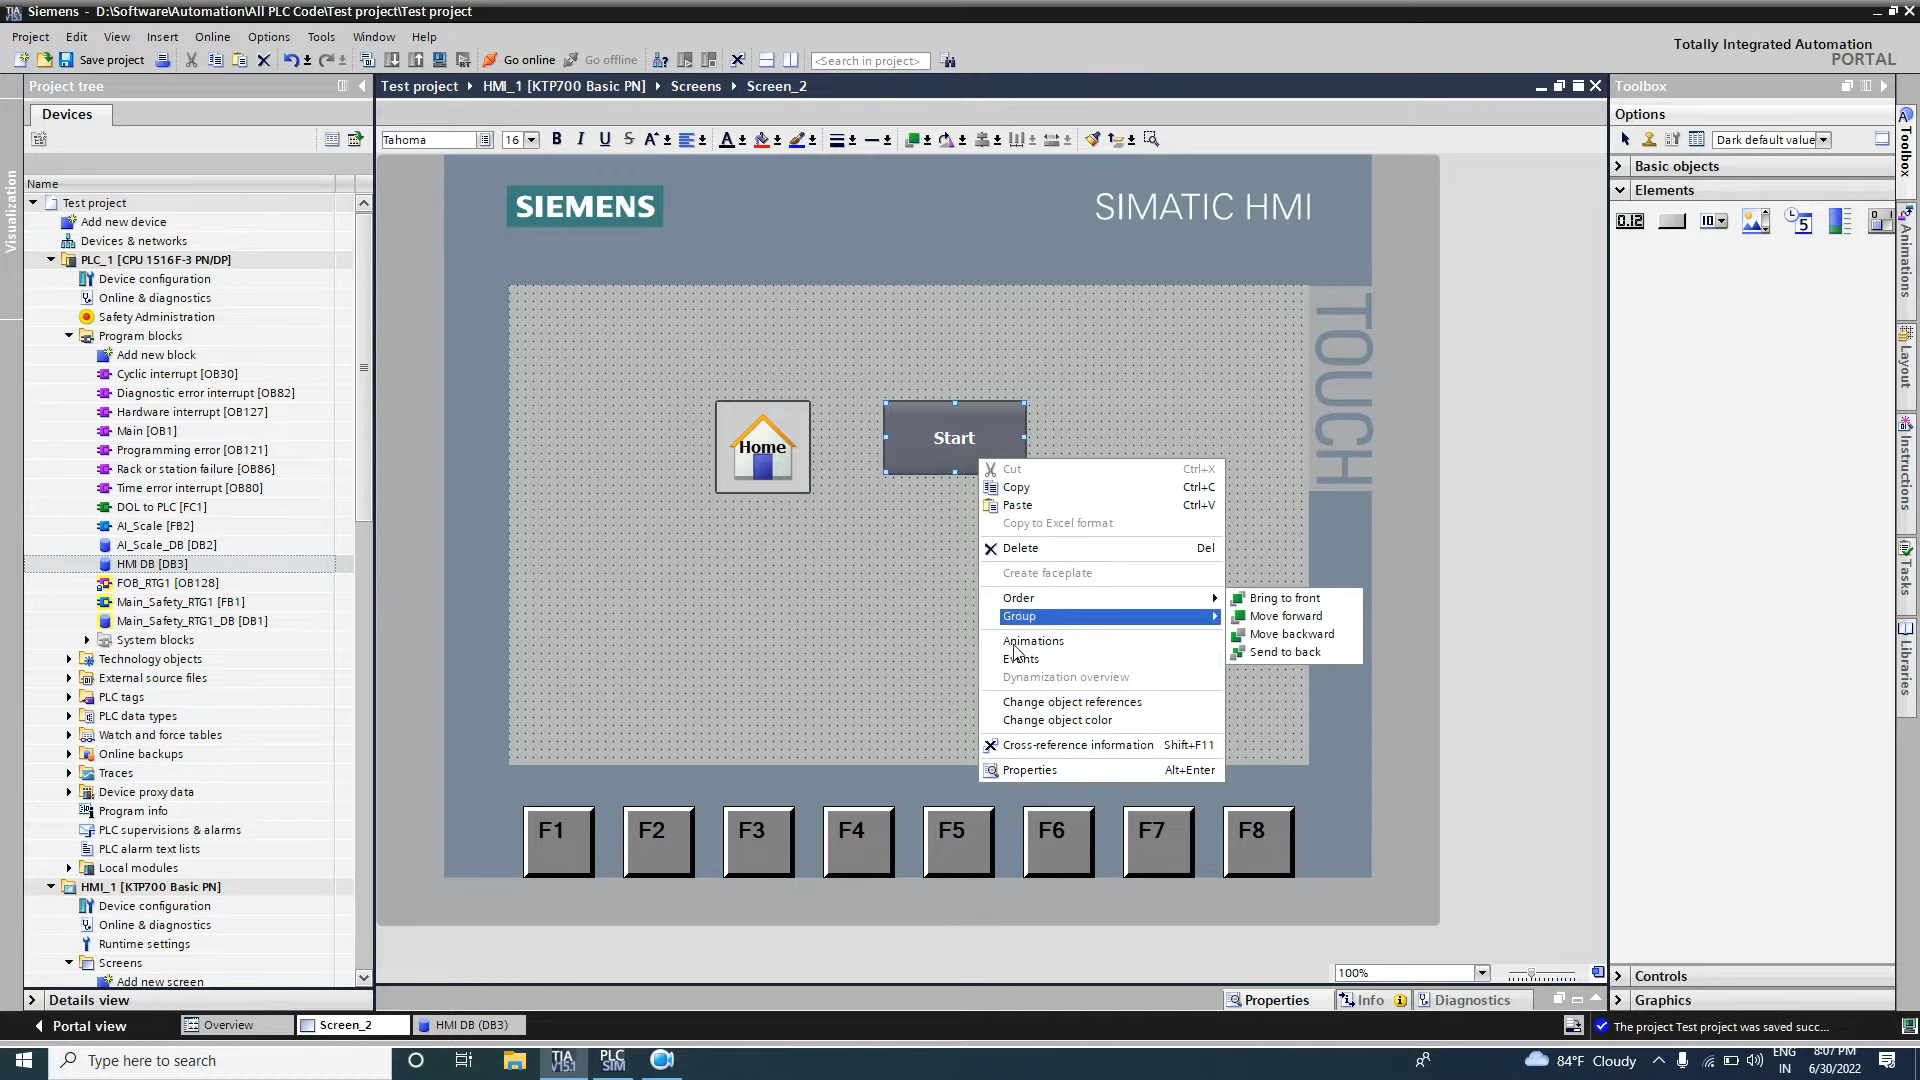 Siemens - D:\Software\Automation\All PLC Code\Test project\Test project
Project Edit View Insert Online Options Tools Window Help
Totally Integrated Automation
PORTAL
Save project
Go online
Go offline
<Search in project>
Project tree
Test project HMI_1 [KTP700 Basic PN] Screens Screen_2
Toolbox
Devices
Options
Tahoma
16
B I U S
Dark default value
Visualization
Name
Basic objects
Elements
Test project
Add new device
Devices & networks
PLC_1 [CPU 1516F-3 PN/DP]
Device configuration
Online & diagnostics
Safety Administration
Program blocks
Add new block
Cyclic interrupt [OB30]
Diagnostic error interrupt [OB82]
Hardware interrupt [OB127]
Main [OB1]
Programming error [OB121]
Rack or station failure [OB86]
Time error interrupt [OB80]
DOL to PLC [FC1]
AI_Scale [FB2]
AI_Scale_DB [DB2]
HMI DB [DB3]
FOB_RTG1 [OB128]
Main_Safety_RTG1 [FB1]
Main_Safety_RTG1_DB [DB1]
System blocks
Technology objects
External source files
PLC tags
PLC data types
Watch and force tables
Online backups
Traces
Device proxy data
Program info
PLC supervisions & alarms
PLC alarm text lists
Local modules
HMI_1 [KTP700 Basic PN]
Device configuration
Online & diagnostics
Runtime settings
Screens
Add new screen
SIEMENS
SIMATIC HMI
TOUCH
Home
Start
Cut Ctrl+X
Copy Ctrl+C
Paste Ctrl+V
Copy to Excel format
Delete Del
Create faceplate
Order
Group
Animations
Events
Dynamization overview
Change object references
Change object color
Cross-reference information Shift+F11
Properties Alt+Enter
Bring to front
Move forward
Move backward
Send to back
F1 F2 F3 F4 F5 F6 F7 F8
0.12
10
5
Toolbox
Animations
Layout
Instructions
Tasks
Libraries
100%
Controls
Graphics
Details view
Properties
Info
Diagnostics
Portal view
Overview
Screen_2
HMI DB (DB3)
The project Test project was saved succ...
Type here to search
TIA
V15.1
PLC
SIM
84°F Cloudy
ENG
IN
8:07 PM
6/30/2022